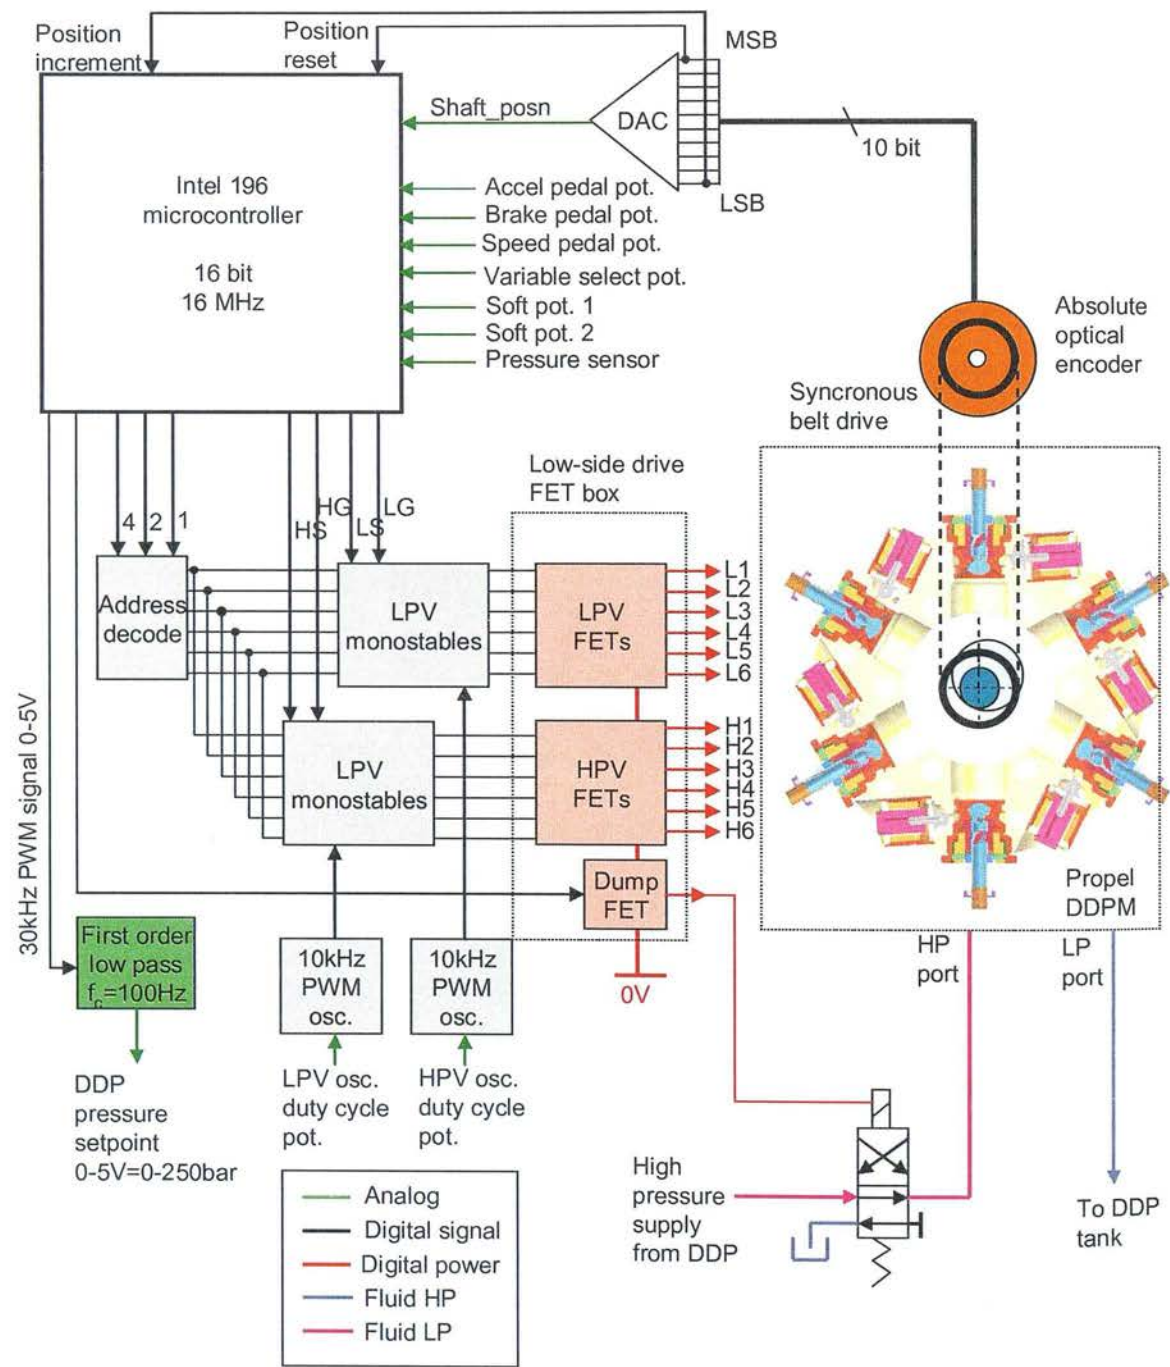 Position
increment
Position
reset
MSB
Shaft_posn
DAC
10 bit
LSB
Intel 196
microcontroller
16 bit
16 MHz
Accel pedal pot.
Brake pedal pot.
Speed pedal pot.
Variable select pot.
Soft pot. 1
Soft pot. 2
Pressure sensor
Absolute
optical
encoder
Syncronous
belt drive
Low-side drive
FET box
4
2
1
HS
HG
LS
LG
Address
decode
LPV
monostables
LPV
FETs
L1
L2
L3
L4
L5
L6
LPV
monostables
HPV
FETs
H1
H2
H3
H4
H5
H6
Dump
FET
0V
Propel
DDPM
HP
port
LP
port
30kHz PWM signal 0-5V
First order
low pass
fc=100Hz
10kHz
PWM
osc.
10kHz
PWM
osc.
DDP
pressure
setpoint
0-5V=0-250bar
LPV osc.
duty cycle
pot.
HPV osc.
duty cycle
pot.
High
pressure
supply
from DDP
To DDP
tank
Analog
Digital signal
Digital power
Fluid HP
Fluid LP